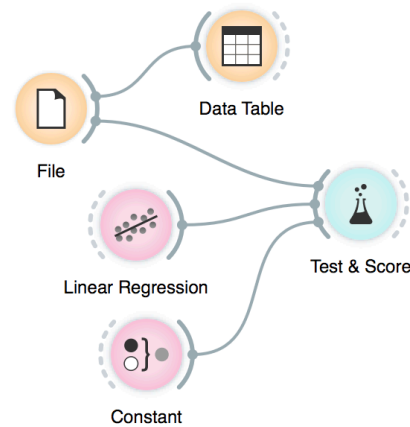 Data Table
File
Test & Score
Linear Regression
Constant